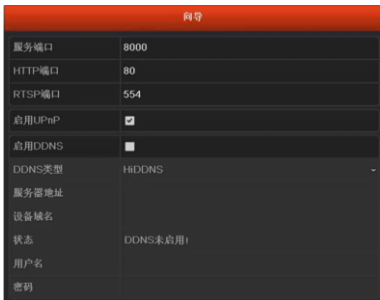 向导
服务端口 8000
HTTP端口 80
RTSP端口 554
启用UPnP
启用DDNS
DDNS类型 HiDDNS
服务器地址
设备域名
状态 DDNS未启用!
用户名
密码